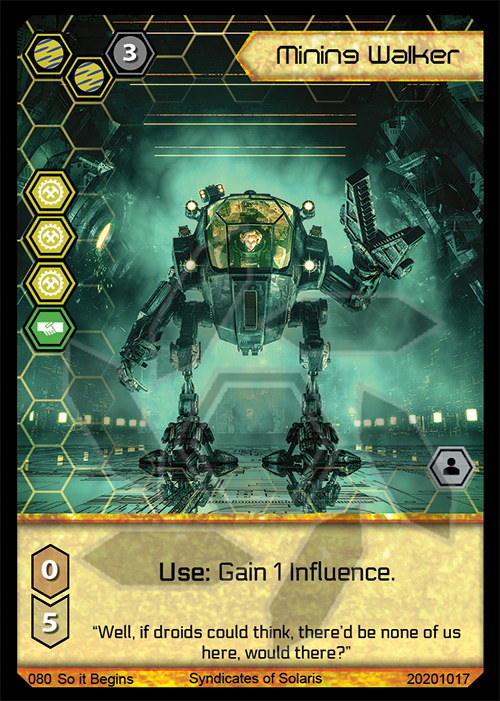 3
Mining Walker
0
Use: Gain 1 Influence.
5
“Well, if droids could think, there’d be none of us
here, would there?”
080 So it Begins
Syndicates of Solaris
20201017